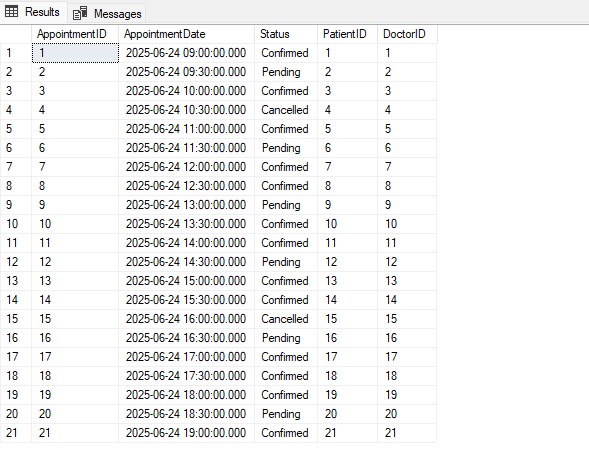 Results Messages
AppointmentID AppointmentDate Status PatientID DoctorID
1 1 2025-06-24 09:00:00.000 Confirmed 1 1
2 2 2025-06-24 09:30:00.000 Pending 2 2
3 3 2025-06-24 10:00:00.000 Confirmed 3 3
4 4 2025-06-24 10:30:00.000 Cancelled 4 4
5 5 2025-06-24 11:00:00.000 Confirmed 5 5
6 6 2025-06-24 11:30:00.000 Pending 6 6
7 7 2025-06-24 12:00:00.000 Confirmed 7 7
8 8 2025-06-24 12:30:00.000 Confirmed 8 8
9 9 2025-06-24 13:00:00.000 Pending 9 9
10 10 2025-06-24 13:30:00.000 Confirmed 10 10
11 11 2025-06-24 14:00:00.000 Confirmed 11 11
12 12 2025-06-24 14:30:00.000 Pending 12 12
13 13 2025-06-24 15:00:00.000 Confirmed 13 13
14 14 2025-06-24 15:30:00.000 Confirmed 14 14
15 15 2025-06-24 16:00:00.000 Cancelled 15 15
16 16 2025-06-24 16:30:00.000 Pending 16 16
17 17 2025-06-24 17:00:00.000 Confirmed 17 17
18 18 2025-06-24 17:30:00.000 Confirmed 18 18
19 19 2025-06-24 18:00:00.000 Confirmed 19 19
20 20 2025-06-24 18:30:00.000 Pending 20 20
21 21 2025-06-24 19:00:00.000 Confirmed 21 21